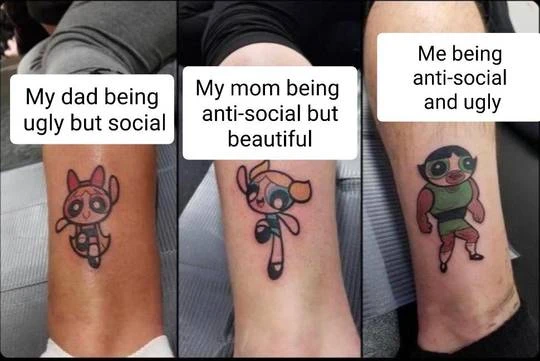 My dad being
ugly but social
My mom being
anti-social but
beautiful
Me being
anti-social
and ugly